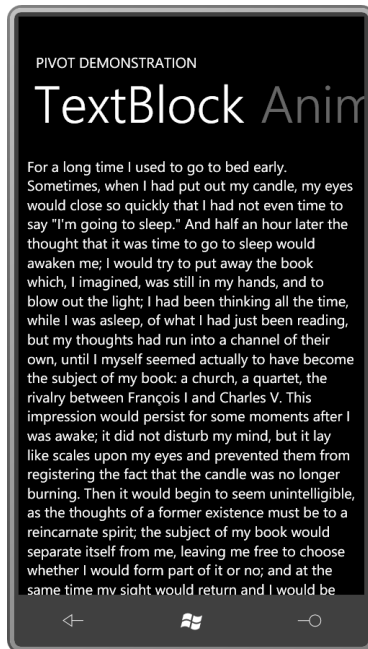 PIVOT DEMONSTRATION
TextBlock Anim
For a long time I used to go to bed early.
Sometimes, when I had put out my candle, my eyes
would close so quickly that I had not even time to
say "I'm going to sleep." And half an hour later the
thought that it was time to go to sleep would
awaken me; I would try to put away the book
which, I imagined, was still in my hands, and to
blow out the light; I had been thinking all the time,
while I was asleep, of what I had just been reading,
but my thoughts had run into a channel of their
own, until I myself seemed actually to have become
the subject of my book: a church, a quartet, the
rivalry between François I and Charles V. This
impression would persist for some moments after I
was awake; it did not disturb my mind, but it lay
like scales upon my eyes and prevented them from
registering the fact that the candle was no longer
burning. Then it would begin to seem unintelligible,
as the thoughts of a former existence must be to a
reincarnate spirit; the subject of my book would
separate itself from me, leaving me free to choose
whether I would form part of it or no; and at the
same time my sight would return and I would be